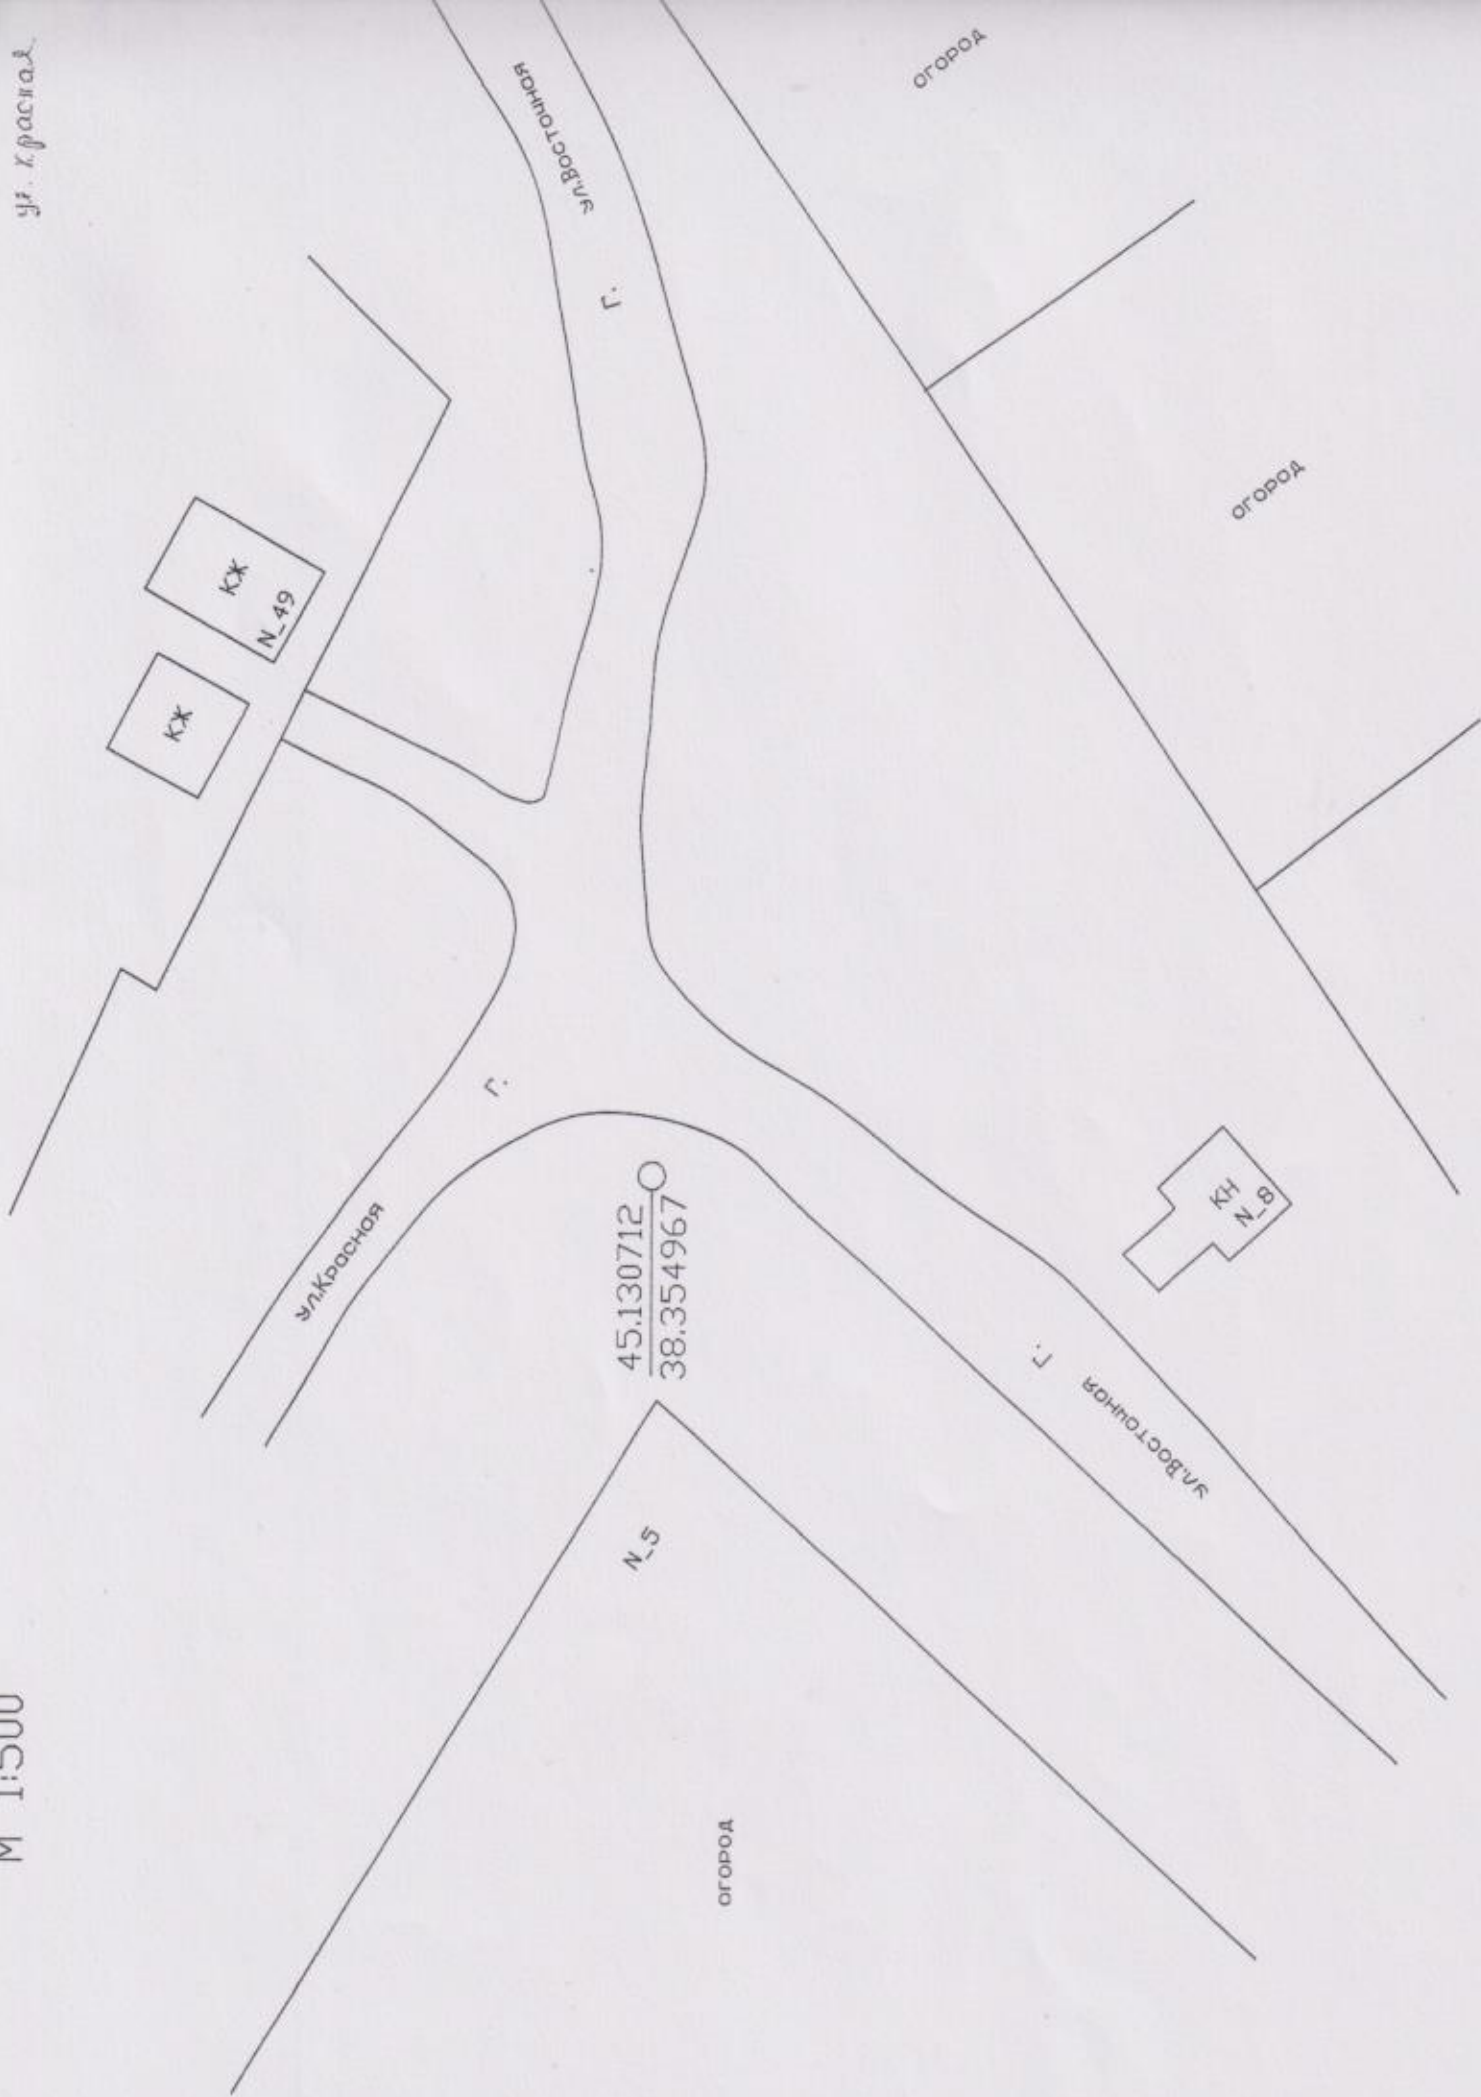 ул. Красная
М 1:500
ул.Восточная
Г.
огород
огород
КЖ
N_49
КЖ
Г.
ул.Красная
45.130712
38.354967
КН
N_8
Г.
ул.Восточная
N_5
огород